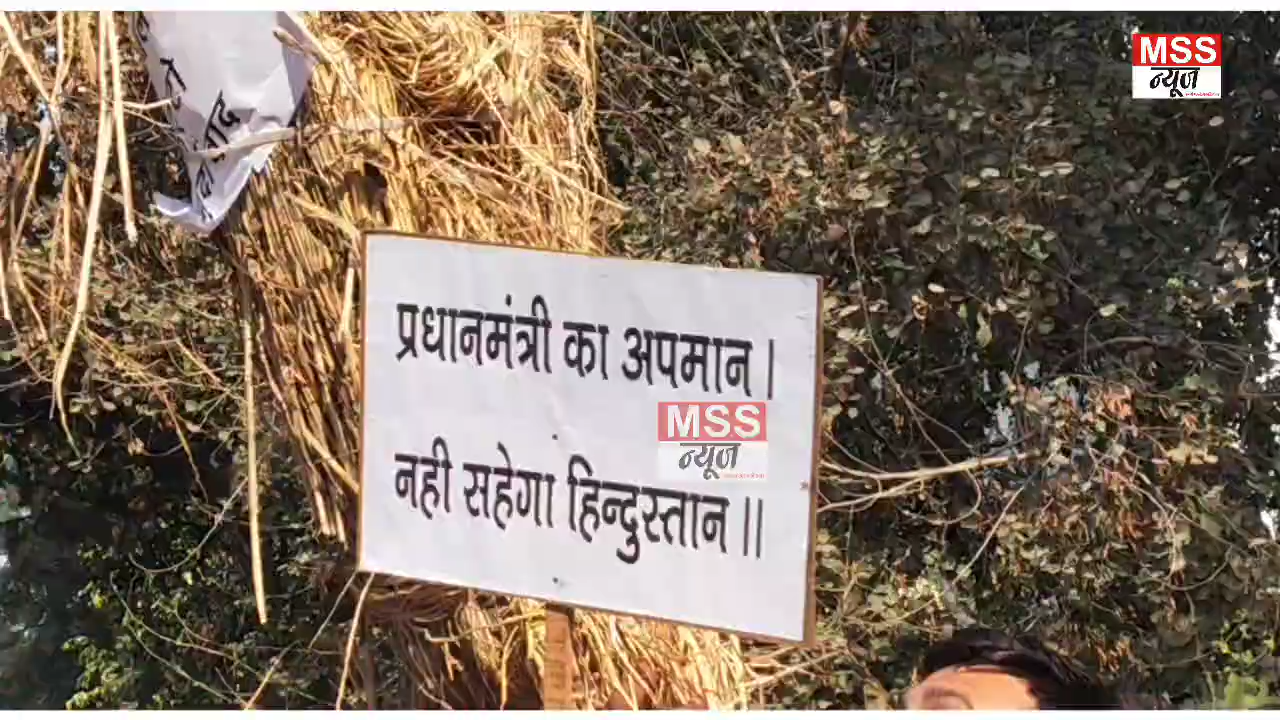 MSS
न्यूज
प्रधानमंत्री का अपमान ।
MSS
न्यूज
नही सहेगा हिन्दुस्तान ।।